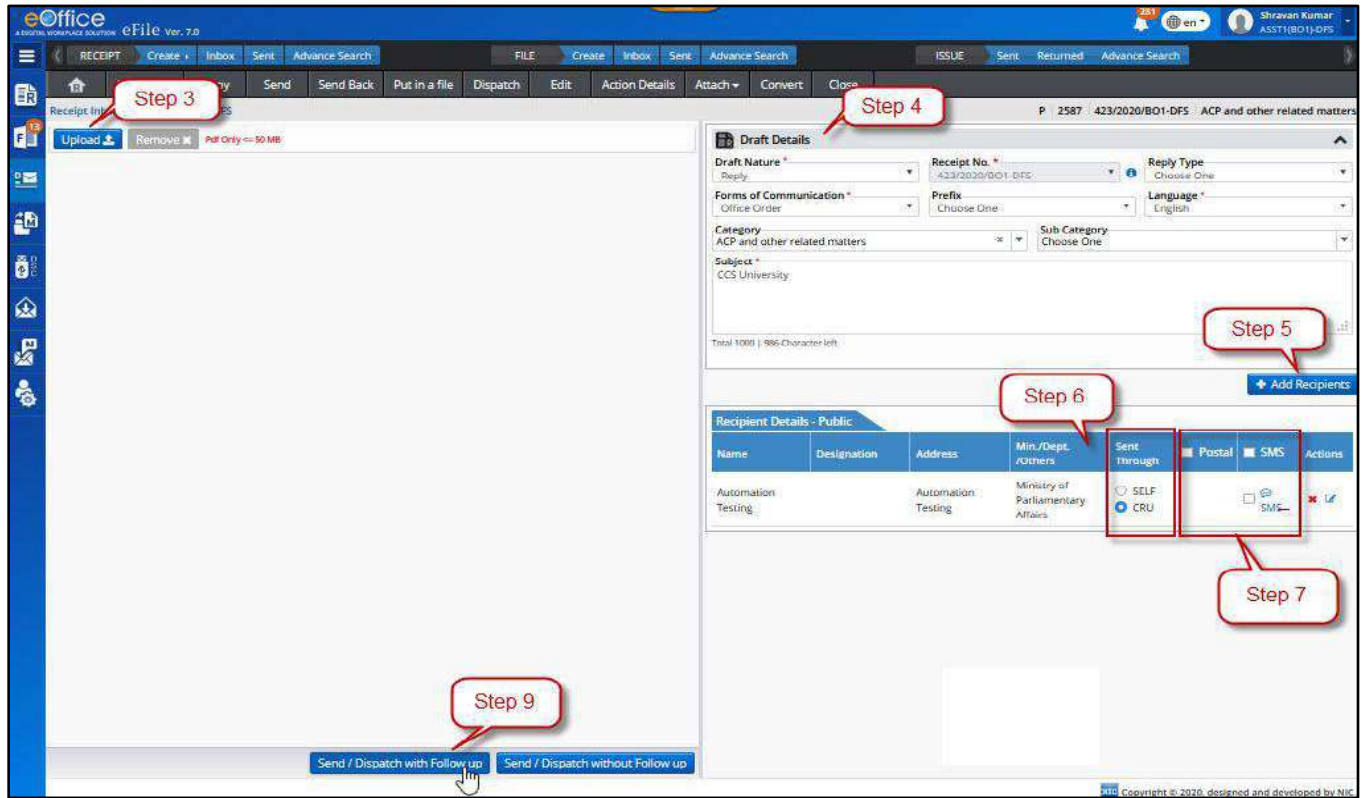 eOffice
A DIGITAL WORKPLACE SOLUTION eFile Ver. 7.0
281
en
Shravan Kumar
ASST1(BO1)-DFS
RECEIPT Create Inbox Sent Advance Search
FILE Create Inbox Sent Advance Search
ISSUE Sent Returned Advance Search
Send Send Back Put in a file Dispatch Edit Action Details Attach Convert Close
Step 3
Step 4
Receipt
P 2587 423/2020/BO1-DFS ACP and other related matters
13
Upload Remove Pdf Only <= 50 MB
Draft Details
Draft Nature * Receipt No. * Reply Type
Reply 423/2020/BO1-DFS Choose One
Forms of Communication * Prefix Language *
Office Order Choose One English
Category Sub Category
ACP and other related matters Choose One
Subject *
CCS University
Total 1000 | 986 Character left
Step 5
+ Add Recipients
Step 6
Recipient Details - Public
Name Designation Address Min./Dept./Others Sent Through Postal SMS Actions
Automation Testing Automation Testing Ministry of Parliamentary Affairs SELF CRU SMS
Step 7
Step 9
Send / Dispatch with Follow up Send / Dispatch without Follow up
NIC Copyright © 2020, designed and developed by NIC